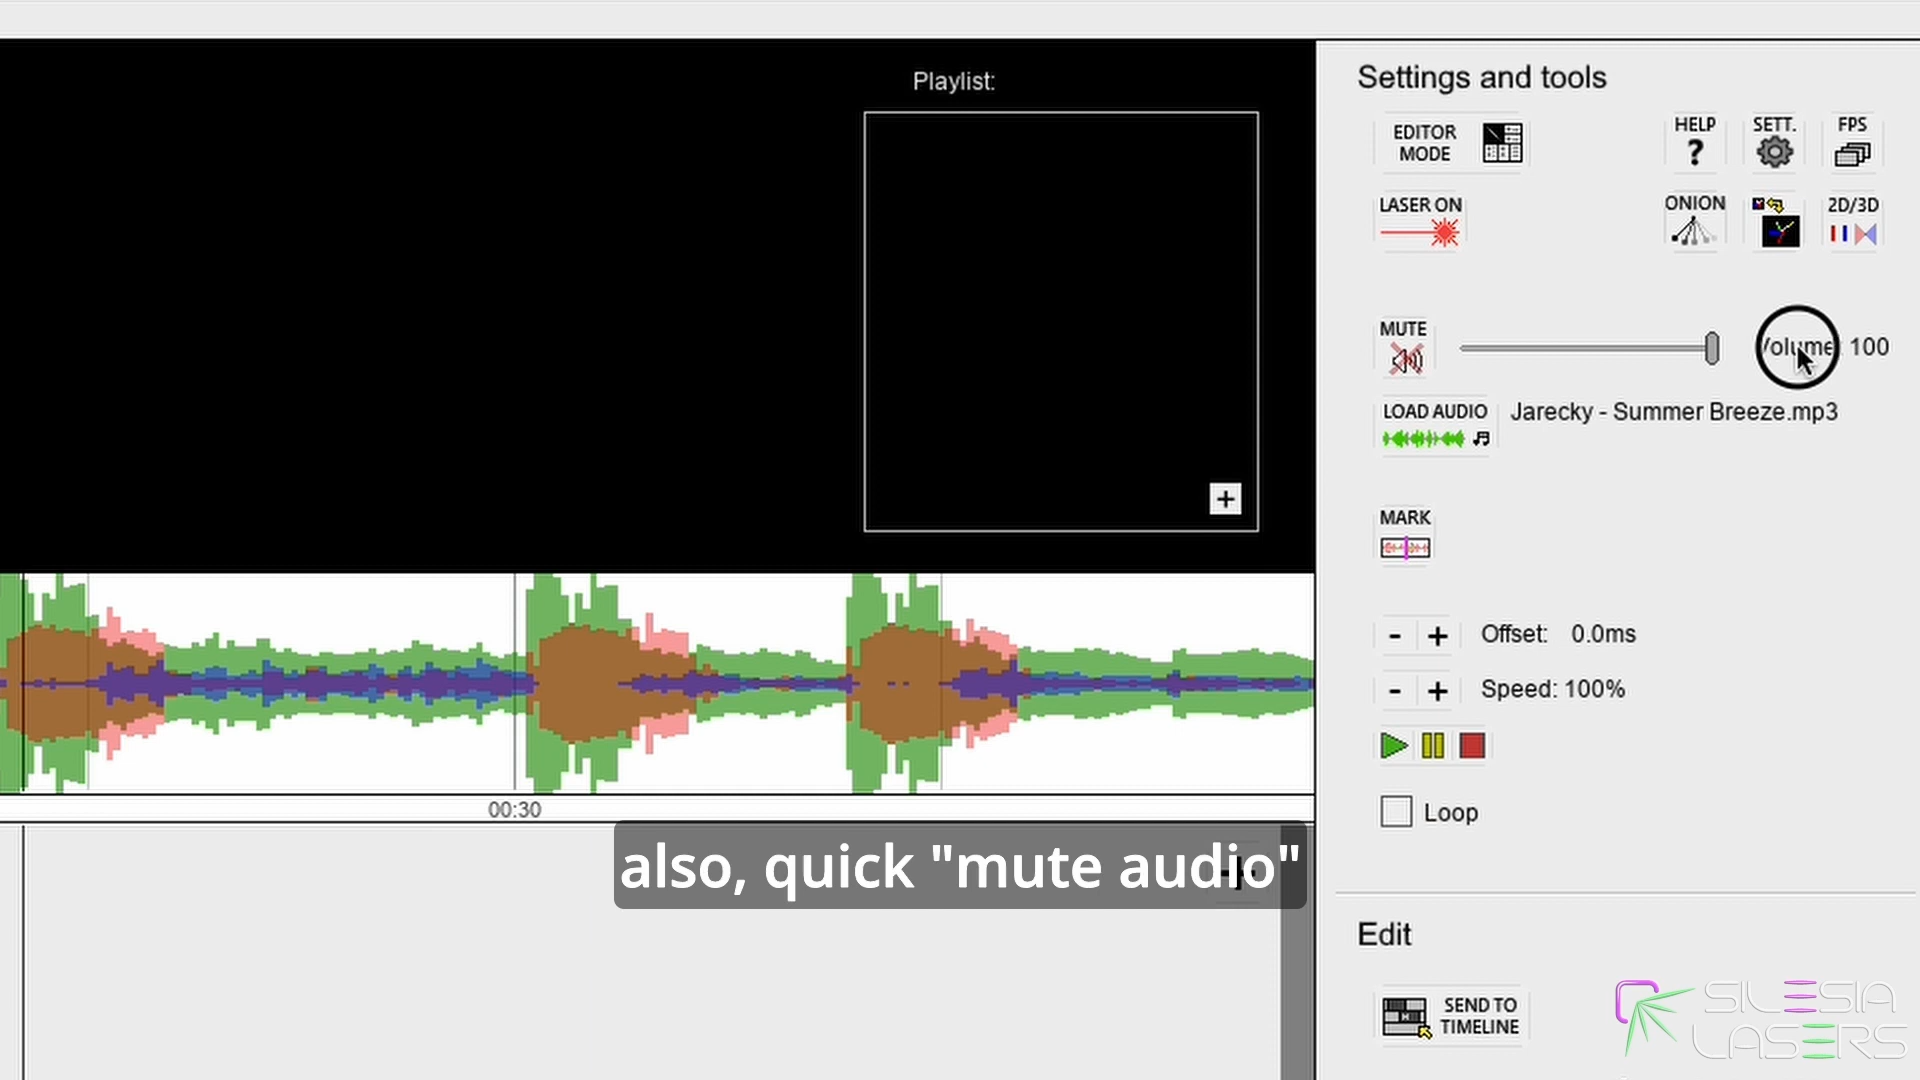 Playlist:
Settings and tools
EDITOR
MODE
HELP
?
SETT.
FPS
LASER ON
ONION
2D/3D
MUTE
Volume 100
LOAD AUDIO
Jarecky - Summer Breeze.mp3
+
MARK
- + Offset: 0.0ms
- + Speed: 100%
00:30
Loop
also, quick "mute audio"
+
Edit
SEND TO
TIMELINE
SILESIA
LASERS